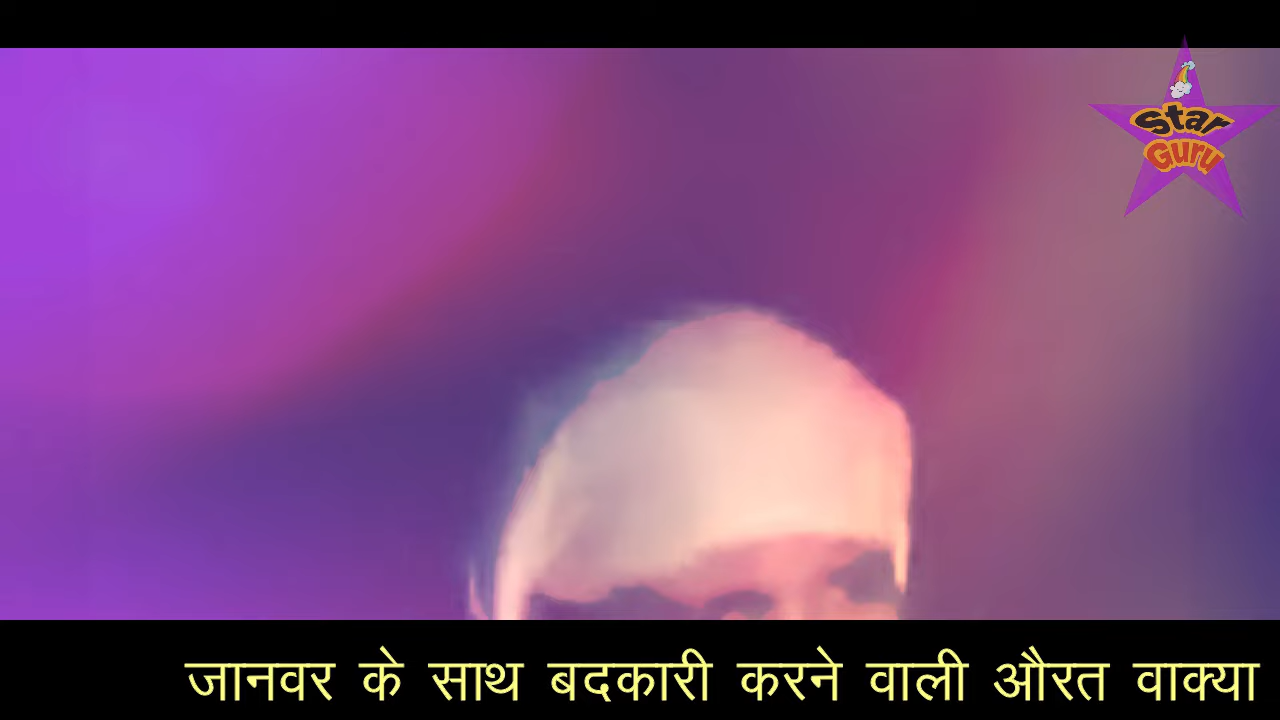 Star
Guru
जानवर के साथ बदकारी करने वाली औरत वाक्या